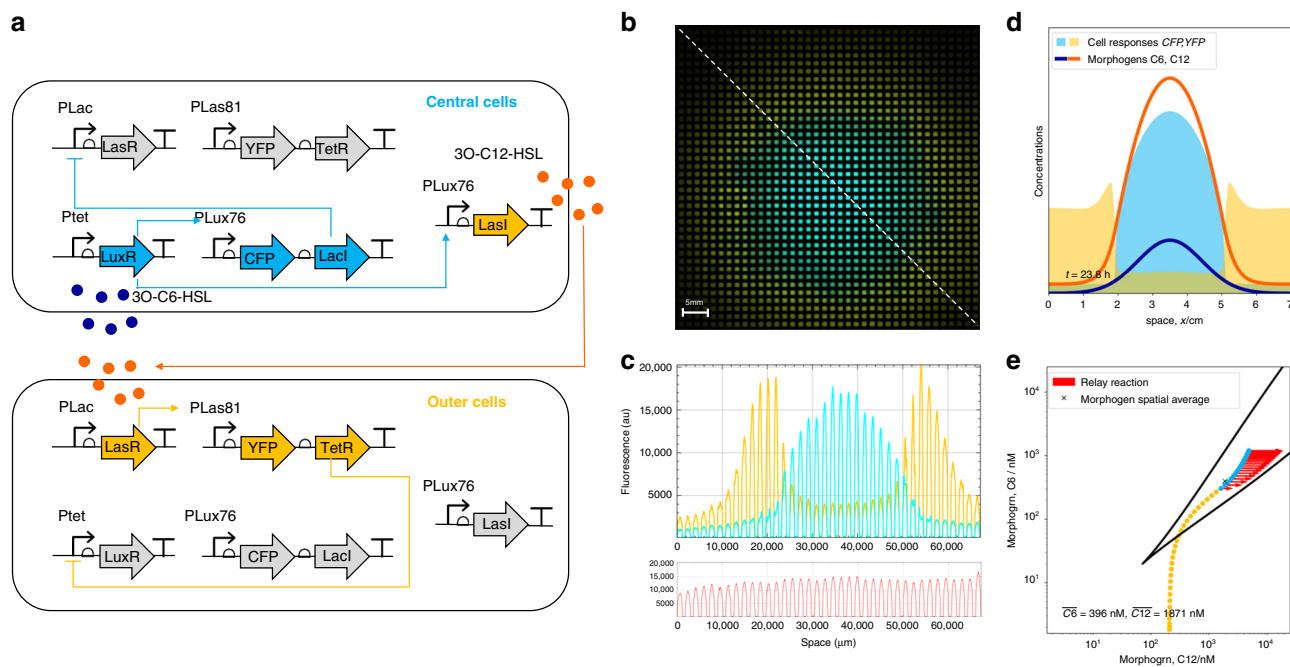 a
PLac
PLas81
Central cells
LasR
YFP
TetR
3O-C12-HSL
PLux76
Ptet
PLux76
LasI
LuxR
CFP
LacI
3O-C6-HSL
PLac
PLas81
Outer cells
LasR
YFP
TetR
PLux76
Ptet
PLux76
LasI
LuxR
CFP
LacI
b
5mm
c
20,000
15,000
10,000
5000
Fluorescence (au)
0 10,000 20,000 30,000 40,000 50,000 60,000
20,000
15,000
10,000
5000
0 10,000 20,000 30,000 40,000 50,000 60,000
Space (μm)
d
Cell responses CFP,YFP
Morphogens C6, C12
Concentrations
t = 23.8 h
0 1 2 3 4 5 6 7
space, x/cm
e
Relay reaction
Morphogen spatial average
10⁴
10³
10²
10¹
Morphogrn, C6 / nM
C6 = 396 nM, C12 = 1871 nM
10¹ 10² 10³ 10⁴
Morphogrn, C12/nM